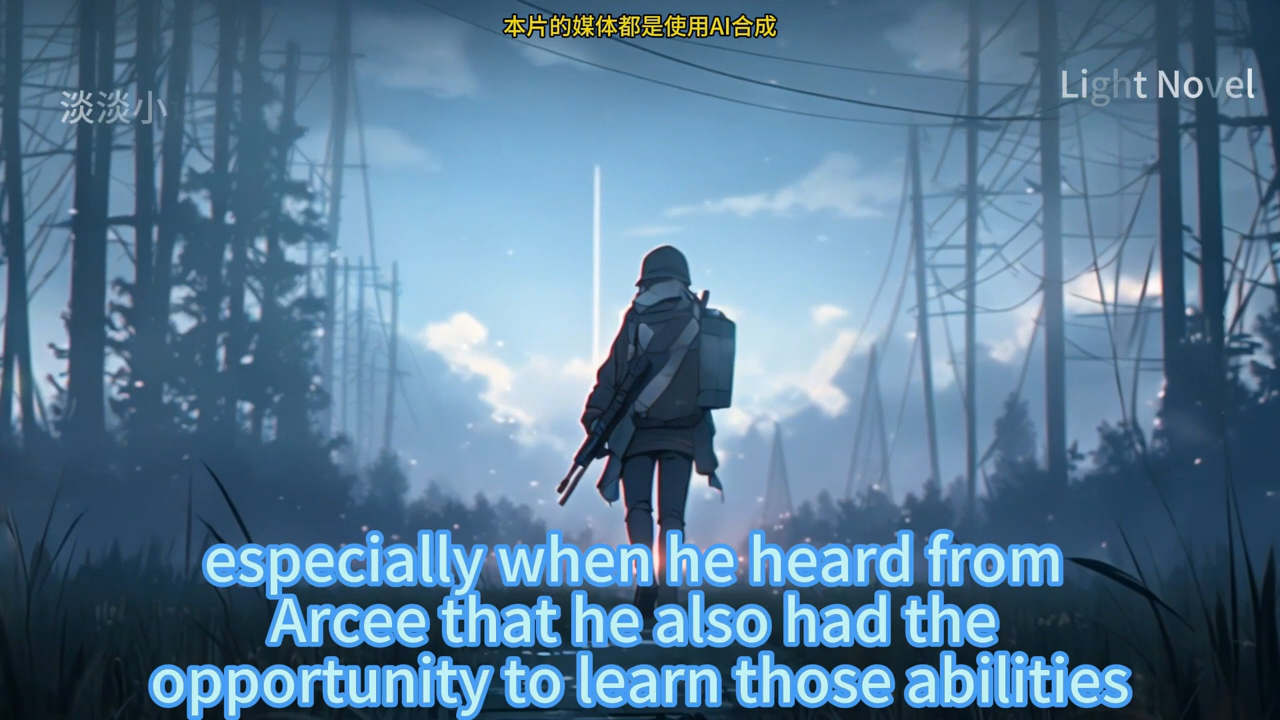 本片的媒体都是使用AI合成
Light Novel
淡淡小
especially when he heard from
Arcee that he also had the
opportunity to learn those abilities